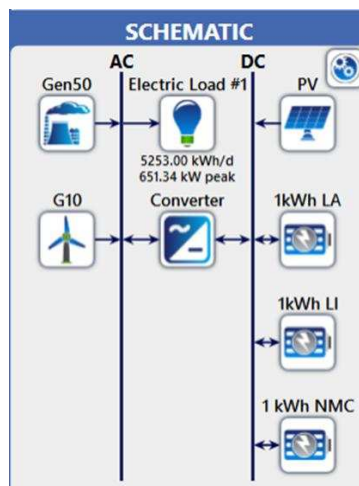 SCHEMATIC
AC DC
Gen50 Electric Load #1 PV
5253.00 kWh/d
651.34 kW peak
G10 Converter 1kWh LA
1kWh LI
1 kWh NMC